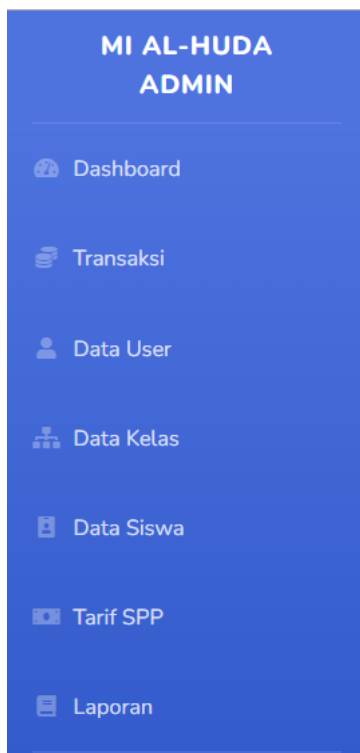 MI AL-HUDA
ADMIN
Dashboard
Transaksi
Data User
Data Kelas
Data Siswa
Tarif SPP
Laporan